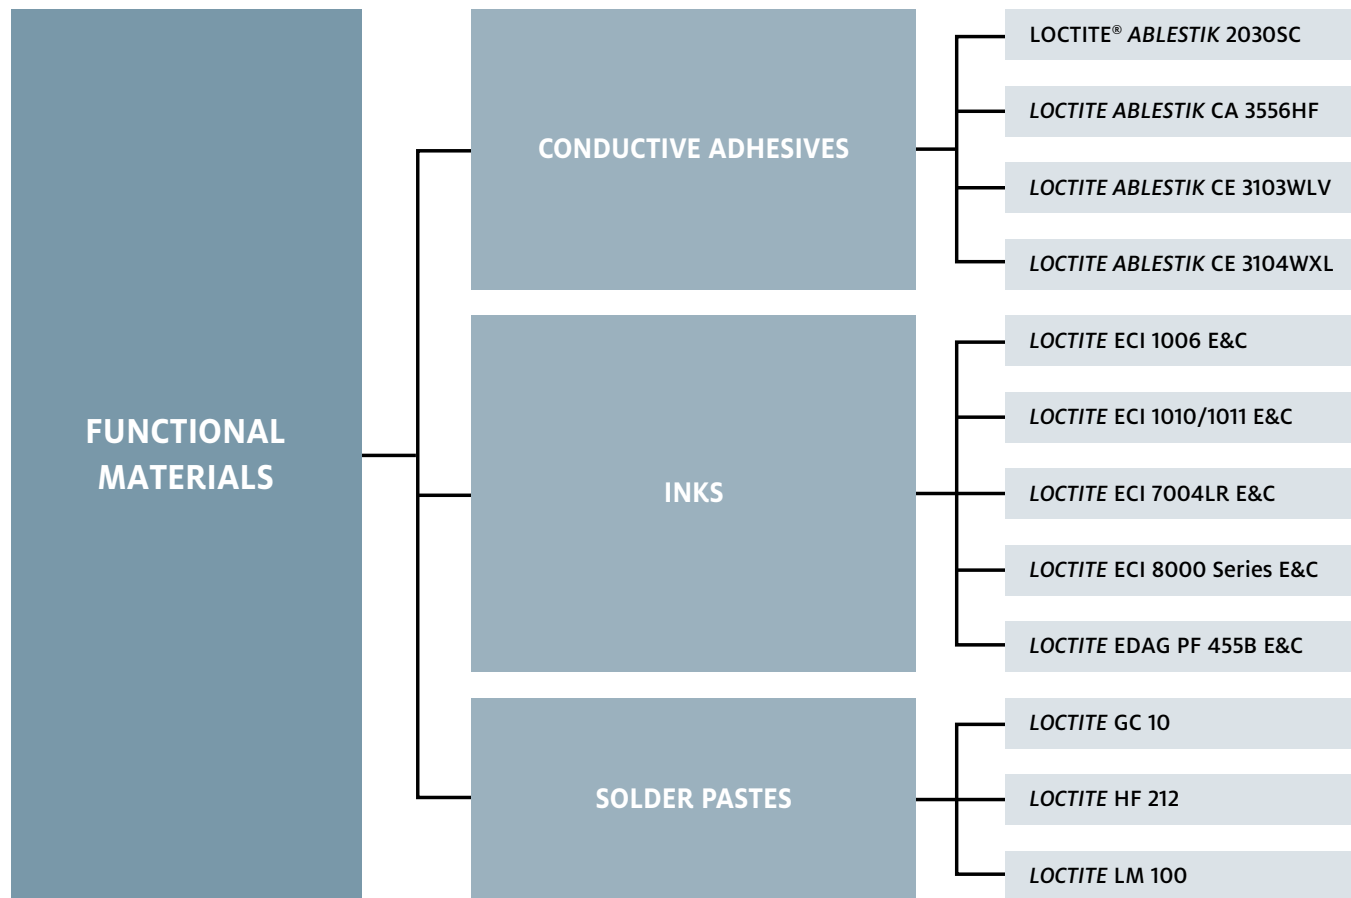 FUNCTIONAL
MATERIALS
CONDUCTIVE ADHESIVES
LOCTITE® ABLESTIK 2030SC
LOCTITE ABLESTIK CA 3556HF
LOCTITE ABLESTIK CE 3103WLV
LOCTITE ABLESTIK CE 3104WXL
INKS
LOCTITE ECI 1006 E&C
LOCTITE ECI 1010/1011 E&C
LOCTITE ECI 7004LR E&C
LOCTITE ECI 8000 Series E&C
LOCTITE EDAG PF 455B E&C
SOLDER PASTES
LOCTITE GC 10
LOCTITE HF 212
LOCTITE LM 100